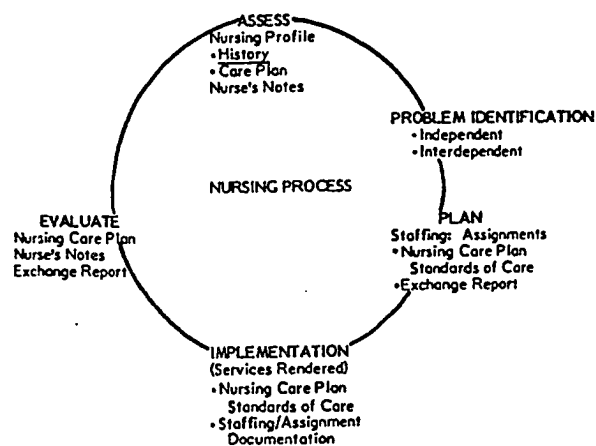 ASSESS
Nursing Profile
• History
• Care Plan
Nurse's Notes
PROBLEM IDENTIFICATION
• Independent
• Interdependent
NURSING PROCESS
PLAN
Staffing: Assignments
• Nursing Care Plan
Standards of Care
• Exchange Report
IMPLEMENTATION
(Services Rendered)
• Nursing Care Plan
Standards of Care
• Staffing/Assignment
Documentation
EVALUATE
Nursing Care Plan
Nurse's Notes
Exchange Report